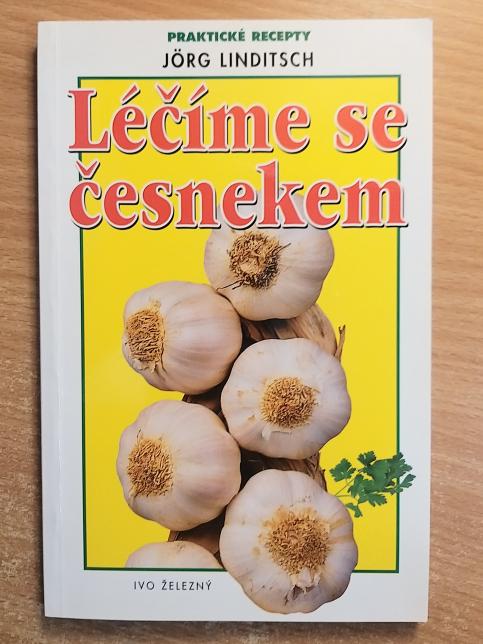 PRAKTICKÉ RECEPTY
JÖRG LINDITSCH
Léčíme se
česnekem
IVO ŽELEZNÝ